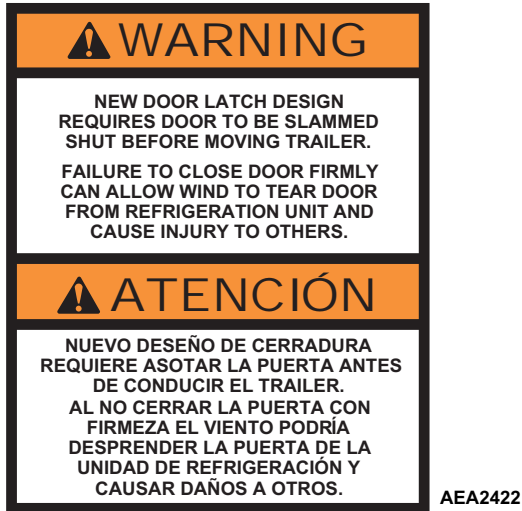 WARNING
NEW DOOR LATCH DESIGN
REQUIRES DOOR TO BE SLAMMED
SHUT BEFORE MOVING TRAILER.
FAILURE TO CLOSE DOOR FIRMLY
CAN ALLOW WIND TO TEAR DOOR
FROM REFRIGERATION UNIT AND
CAUSE INJURY TO OTHERS.
ATENCIÓN
NUEVO DESEÑO DE CERRADURA
REQUIERE ASOTAR LA PUERTA ANTES
DE CONDUCIR EL TRAILER.
AL NO CERRAR LA PUERTA CON
FIRMEZA EL VIENTO PODRÍA
DESPRENDER LA PUERTA DE LA
UNIDAD DE REFRIGERACIÓN Y
CAUSAR DAÑOS A OTROS.
AEA2422